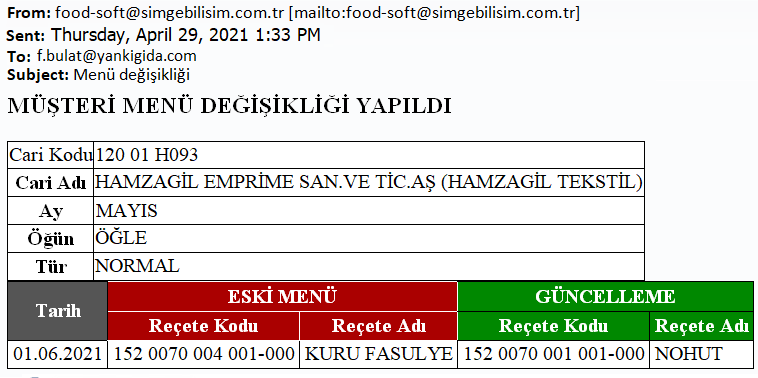 From: food-soft@simgebilisim.com.tr [mailto:food-soft@simgebilisim.com.tr]
Sent: Thursday, April 29, 2021 1:33 PM
To: f.bulat@yankigida.com
Subject: Menü değişikliği
MÜŞTERİ MENÜ DEĞİŞİKLİĞİ YAPILDI
Cari Kodu 120 01 H093
Cari Adı HAMZAGİL EMPRİME SAN.VE TİC.AŞ (HAMZAGİL TEKSTİL)
Ay MAYIS
Öğün ÖĞLE
Tür NORMAL
Tarih ESKİ MENÜ GÜNCELLEME
Reçete Kodu Reçete Adı Reçete Kodu Reçete Adı
01.06.2021 152 0070 004 001-000 KURU FASULYE 152 0070 001 001-000 NOHUT